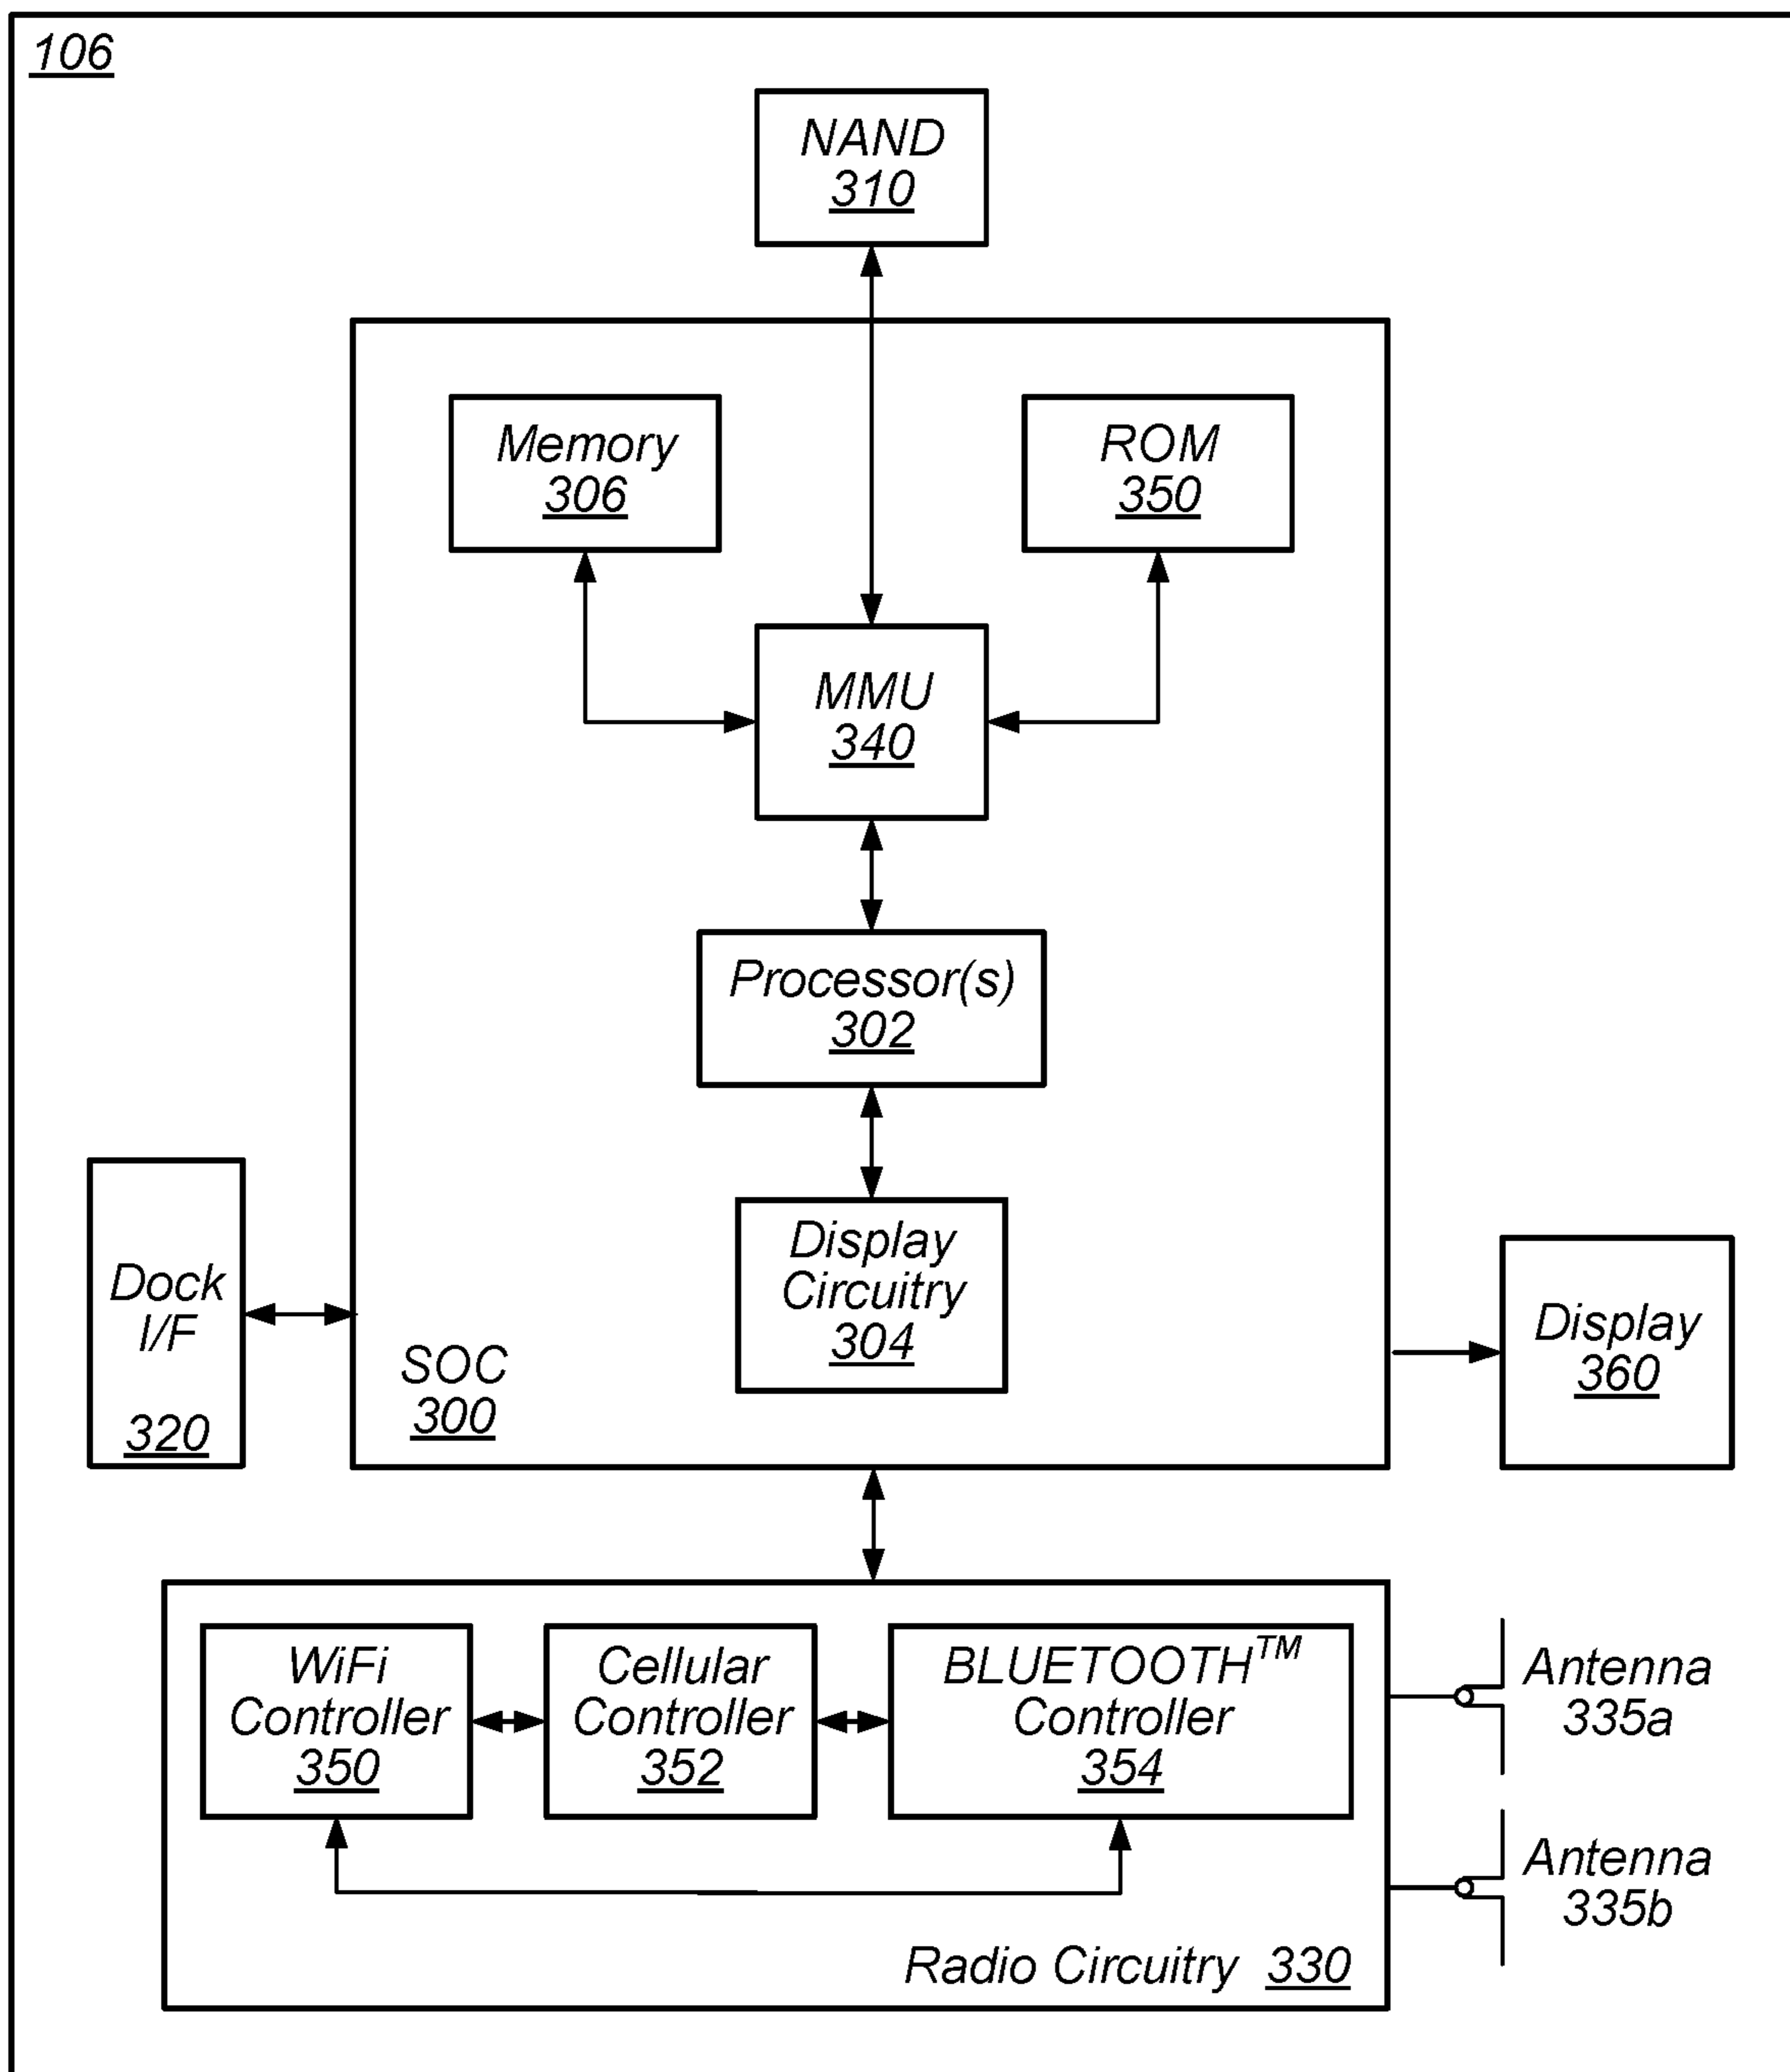 106
NAND
310
Memory
306
ROM
350
MMU
340
Processor(s)
302
Display
Circuitry
304
SOC
300
Dock
I/F
320
Display
360
WiFi
Controller
350
Cellular
Controller
352
BLUETOOTH™
Controller
354
Radio Circuitry 330
Antenna
335a
Antenna
335b